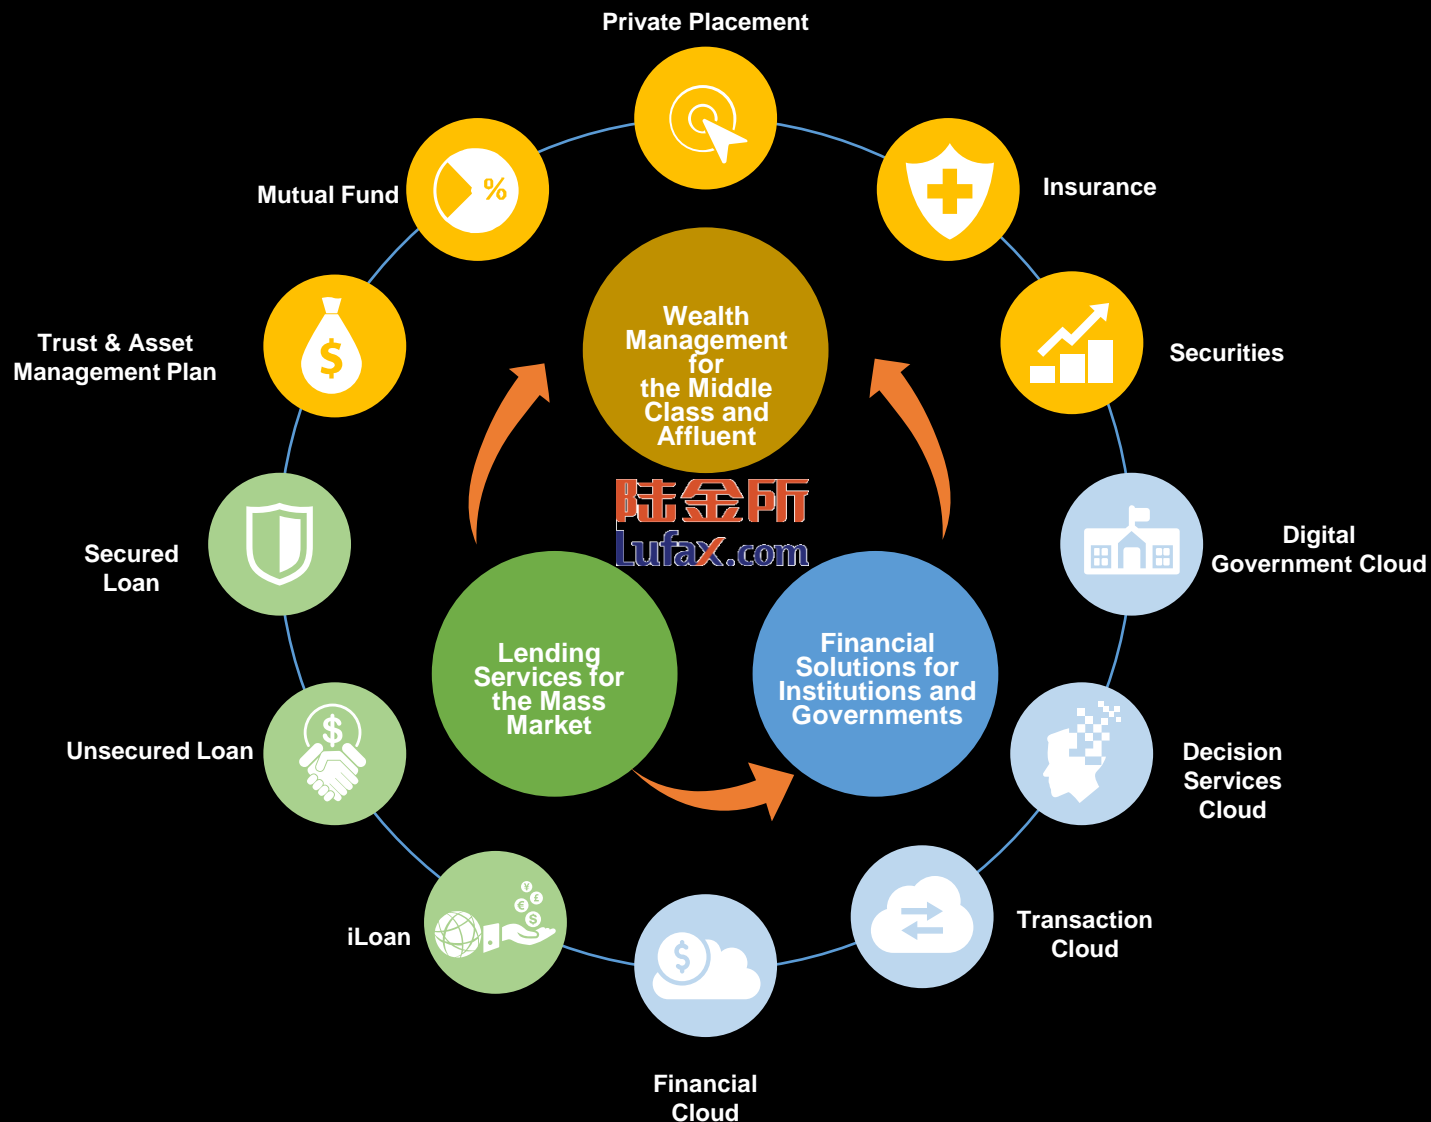 Private Placement
Mutual Fund
%
Insurance
Trust & Asset
Management Plan
$
Wealth
Management
for
the Middle
Class and
Affluent
Securities
陆金所
Lufax.com
Secured
Loan
Digital
Government Cloud
Lending
Services for
the Mass
Market
Financial
Solutions for
Institutions and
Governments
Unsecured Loan
$
Decision
Services
Cloud
iLoan
¥
£
€
$
$
Transaction
Cloud
Financial
Cloud